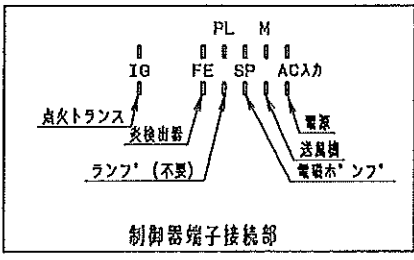 PL M
IG FE SP AC入力
点火トランス
炎検出器
ランプ（不要）
電源
送風機
電磁ポンプ
制御器端子接続部